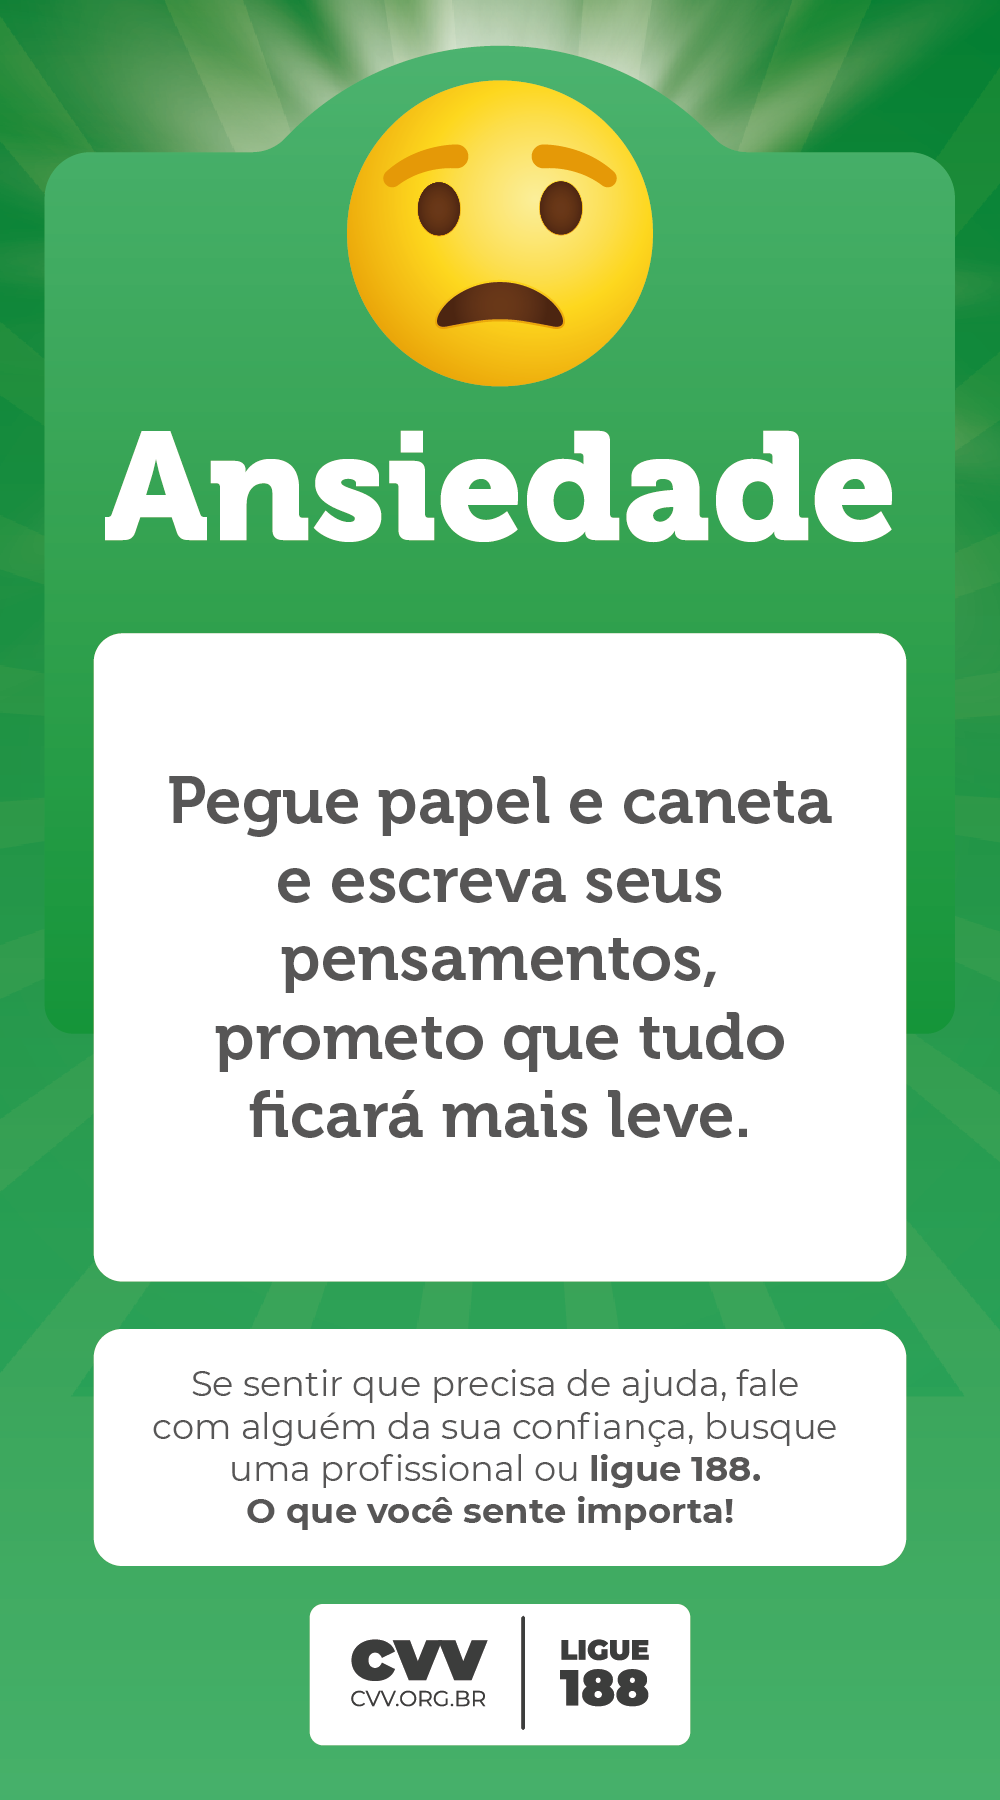 Ansiedade
Pegue papel e caneta
e escreva seus
pensamentos,
prometo que tudo
ficará mais leve.
Se sentir que precisa de ajuda, fale
com alguém da sua confiança, busque
uma profissional ou ligue 188.
O que você sente importa!
CVV
CVV.ORG.BR
LIGUE
188